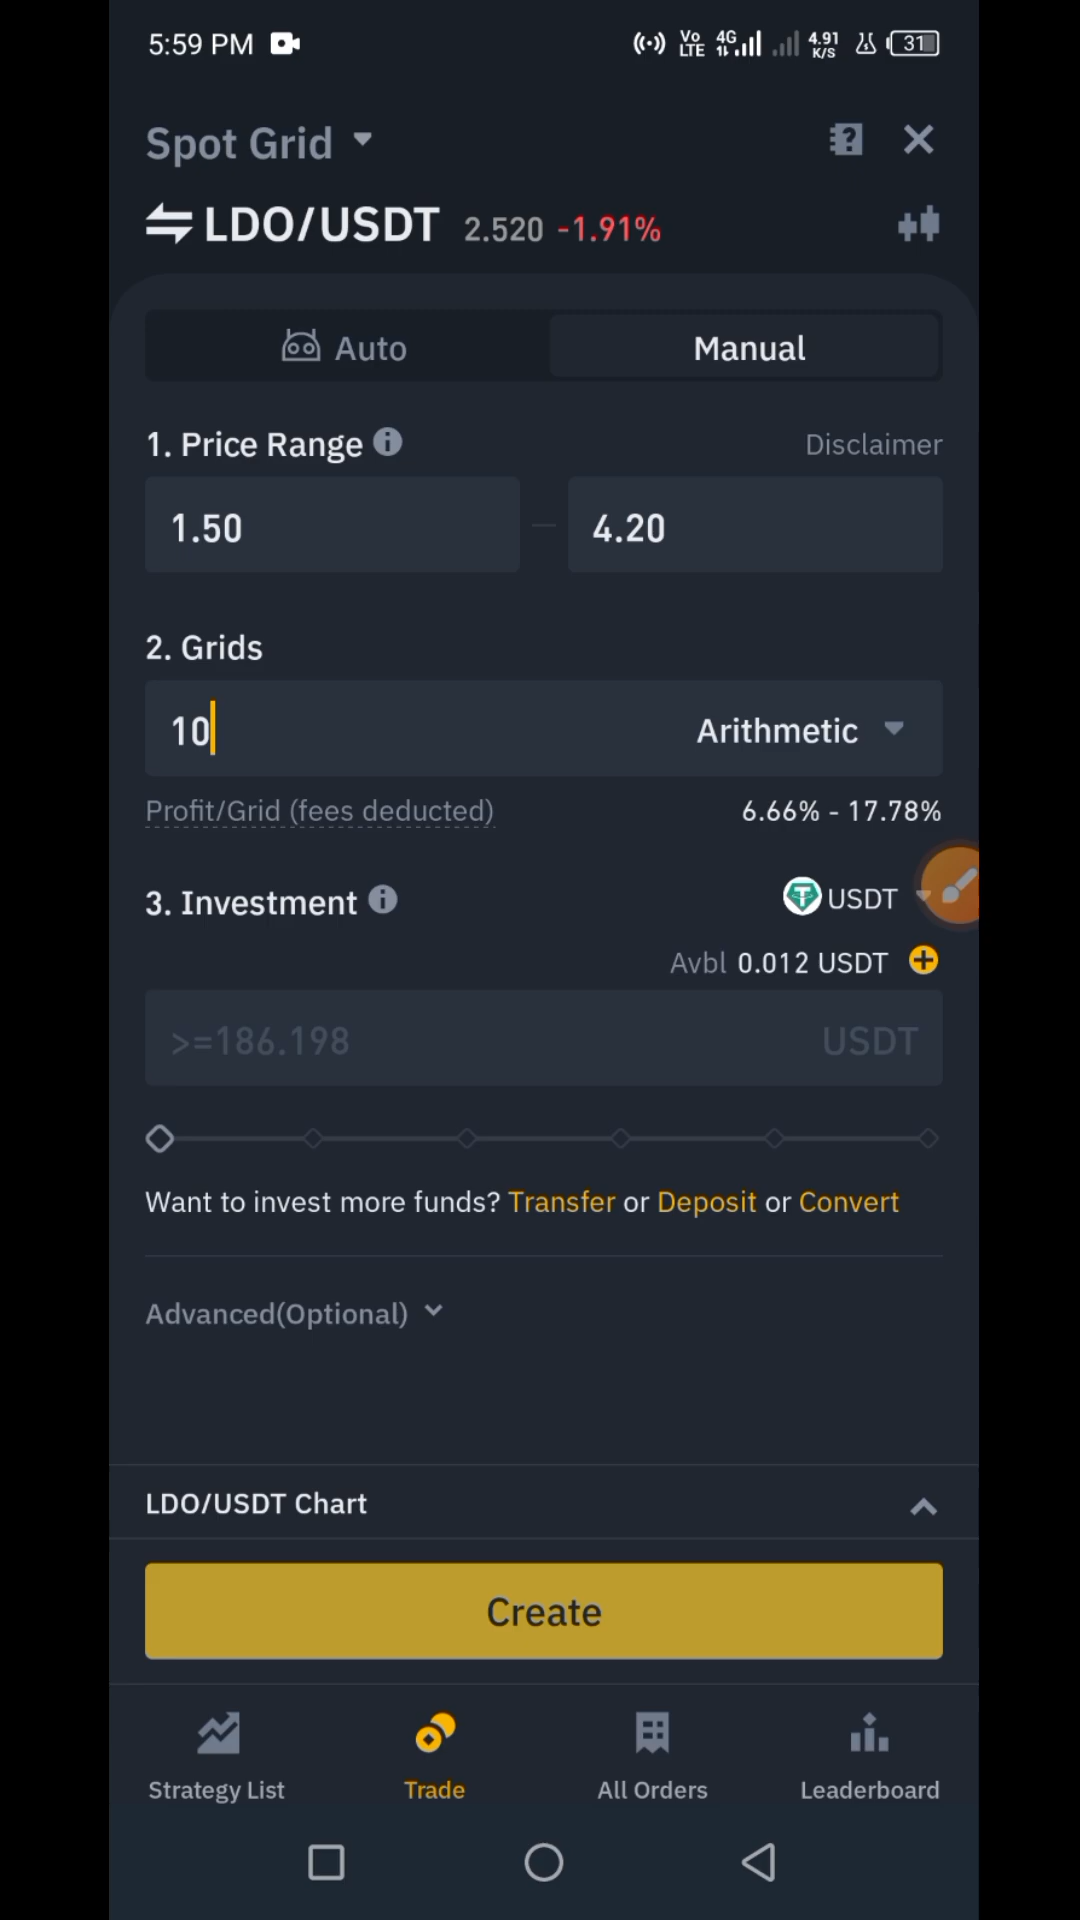 5:59 PM
Vo LTE 4G 4.91 K/S 31
Spot Grid
LDO/USDT 2.520 -1.91%
Auto Manual
1. Price Range Disclaimer
1.50 – 4.20
2. Grids
10 Arithmetic
Profit/Grid (fees deducted) 6.66% - 17.78%
3. Investment USDT
Avbl 0.012 USDT
>=186.198 USDT
Want to invest more funds? Transfer or Deposit or Convert
Advanced(Optional)
LDO/USDT Chart
Create
Strategy List Trade All Orders Leaderboard